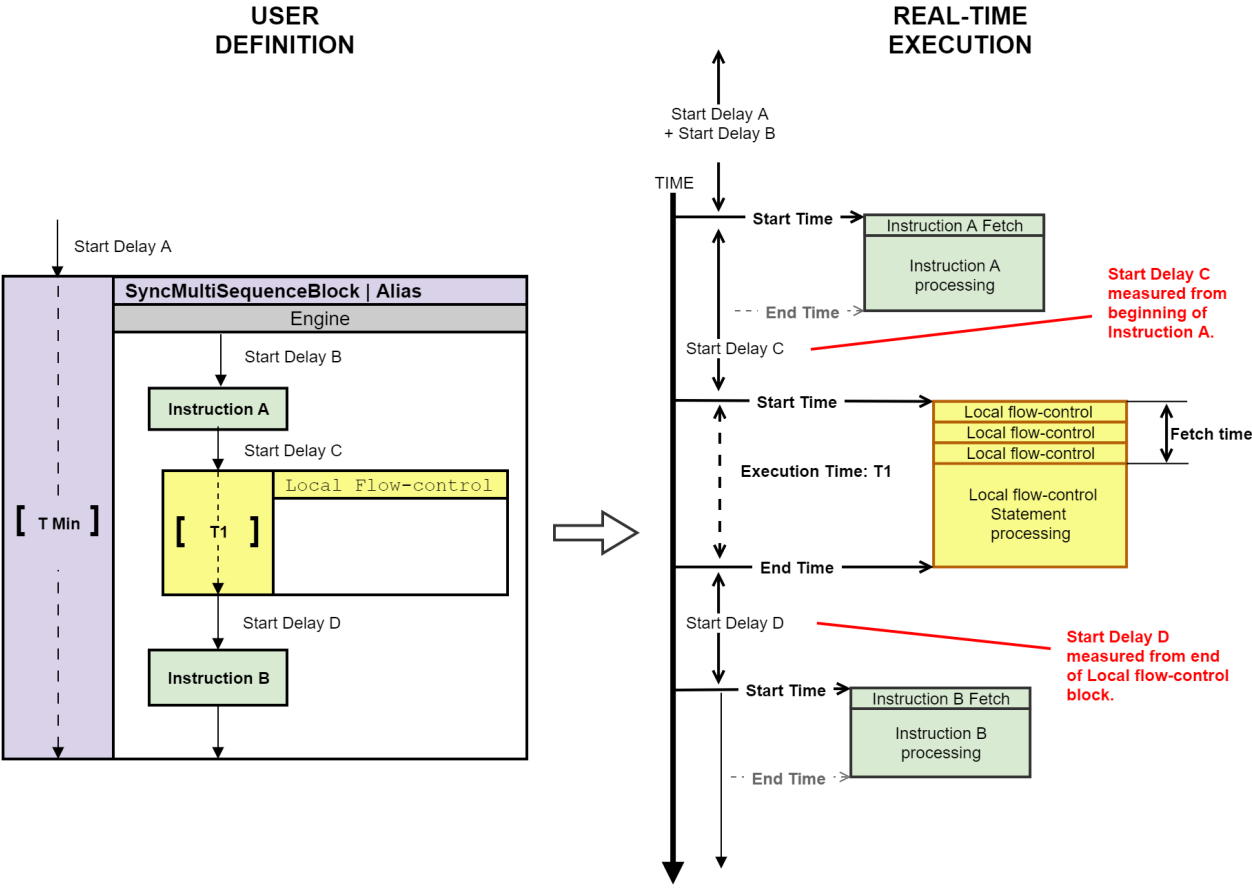 USER
DEFINITION
Start Delay A
SyncMultiSequenceBlock | Alias
Engine
Start Delay B
Instruction A
Start Delay C
Local Flow-control
[ T Min ]
[ T1 ]
Start Delay D
Instruction B
REAL-TIME
EXECUTION
Start Delay A
+ Start Delay B
TIME
Start Time
Instruction A Fetch
Instruction A
processing
End Time
Start Delay C
Start Delay C
measured from
beginning of
Instruction A.
Start Time
Local flow-control
Local flow-control
Local flow-control
Fetch time
Execution Time: T1
Local flow-control
Statement
processing
End Time
Start Delay D
Start Delay D
measured from end
of Local flow-control
block.
Start Time
Instruction B Fetch
Instruction B
processing
End Time